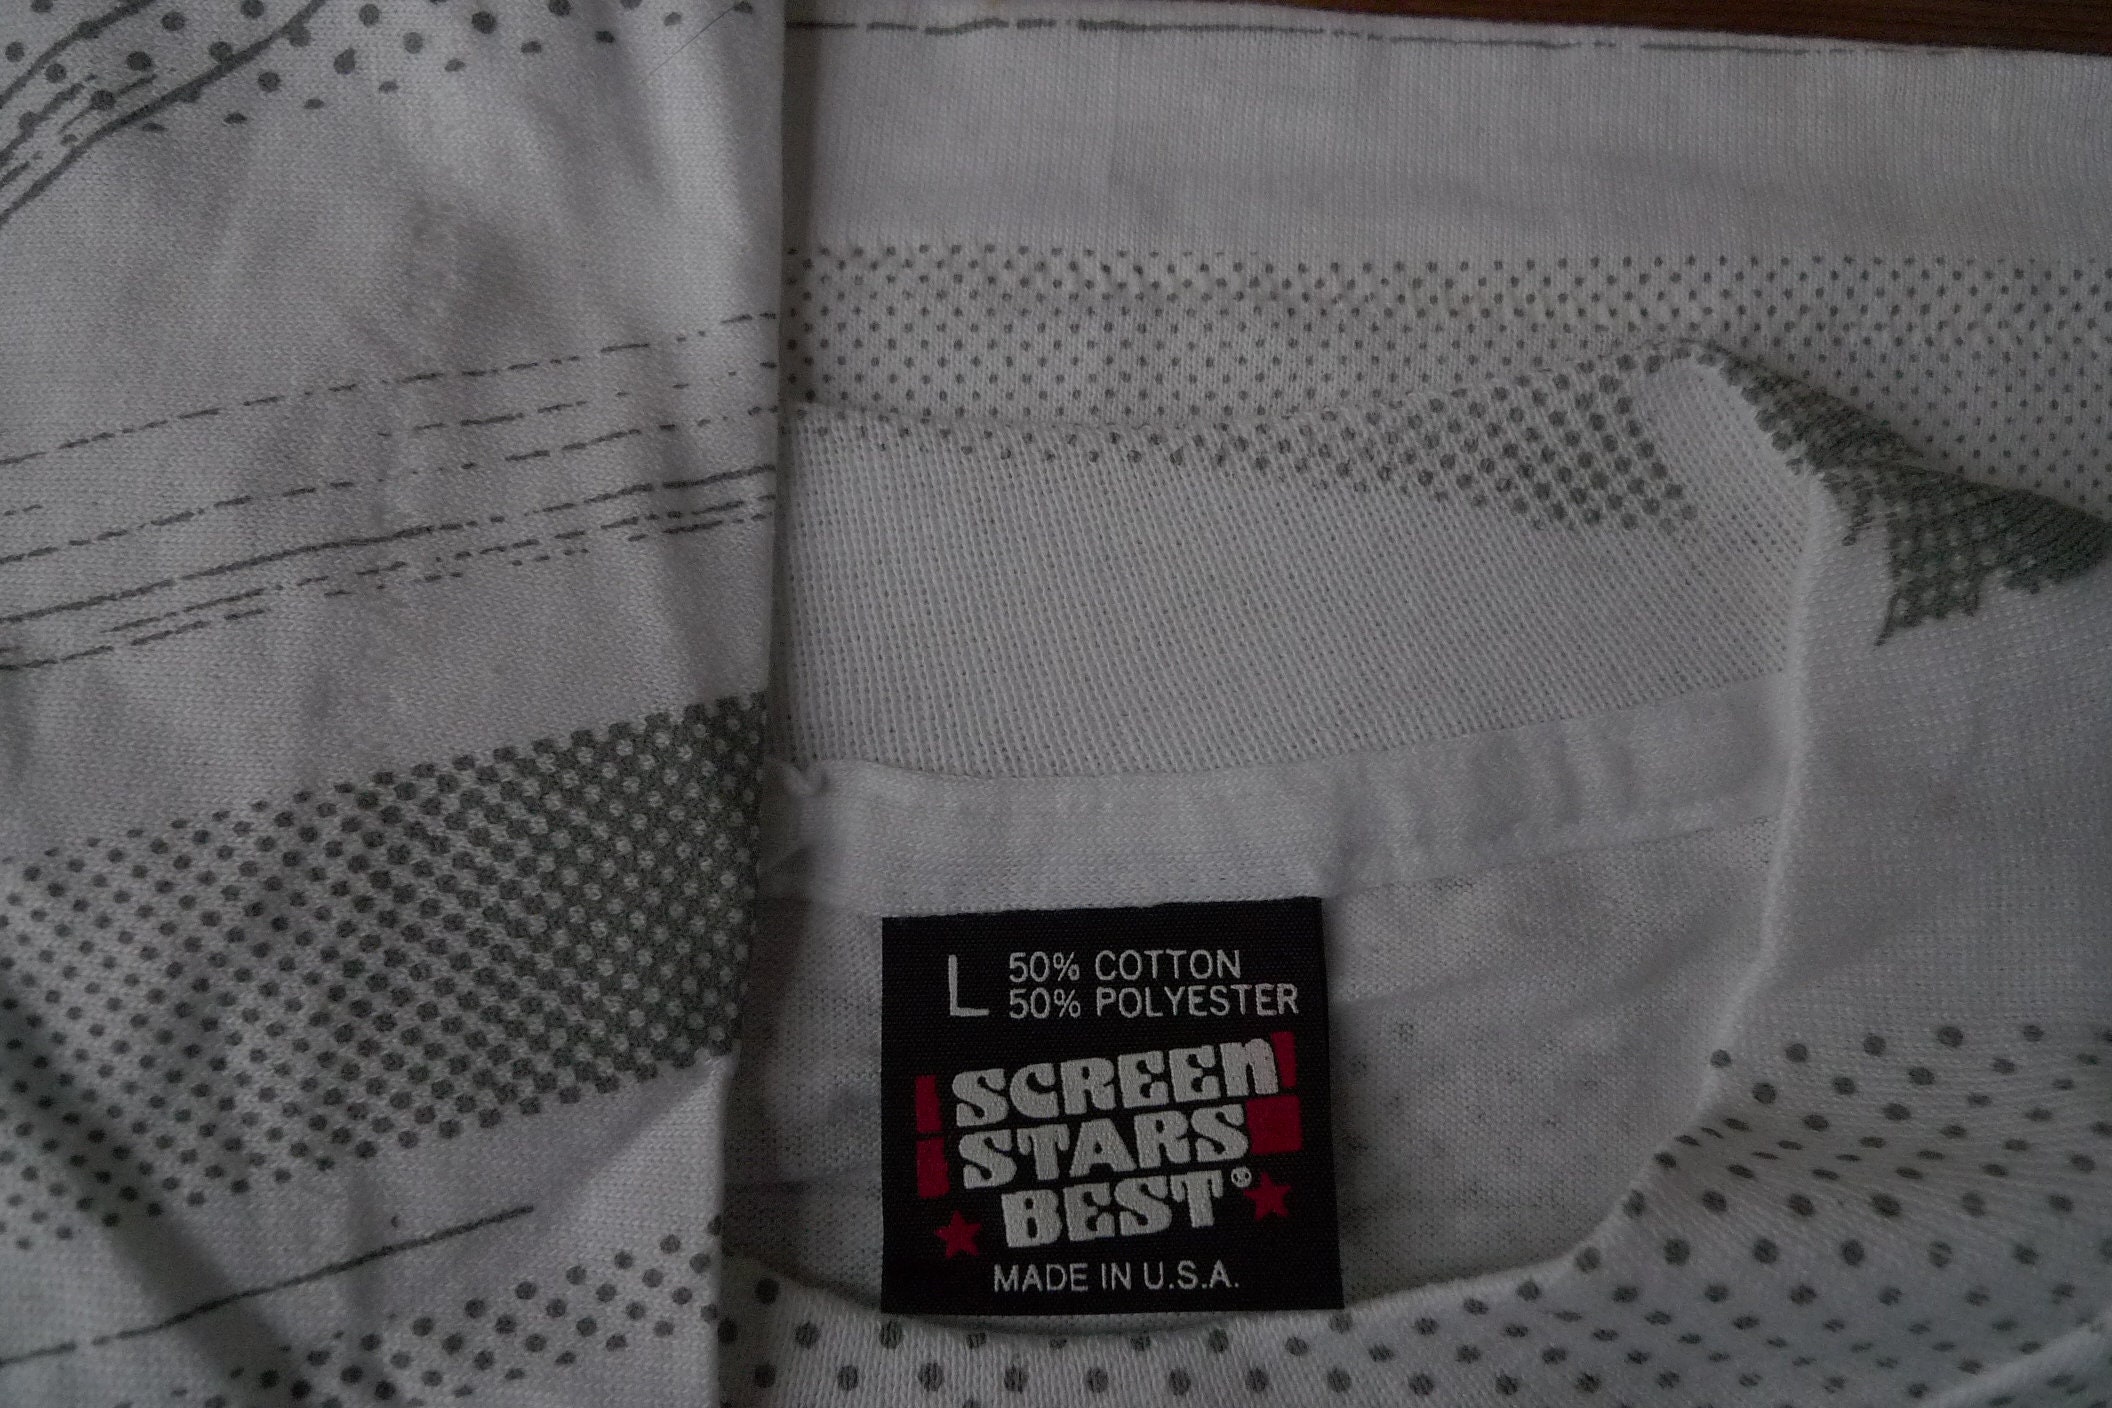 L 50% COTTON
50% POLYESTER
SCREEN
STARS
BEST®
MADE IN U.S.A.